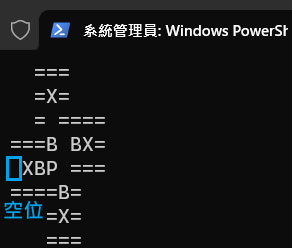 系統管理員: Windows PowerSh
  ===
  =X=
  = ====
===B BX=
 XBP ===
====B=
空位
   =X=
   ===